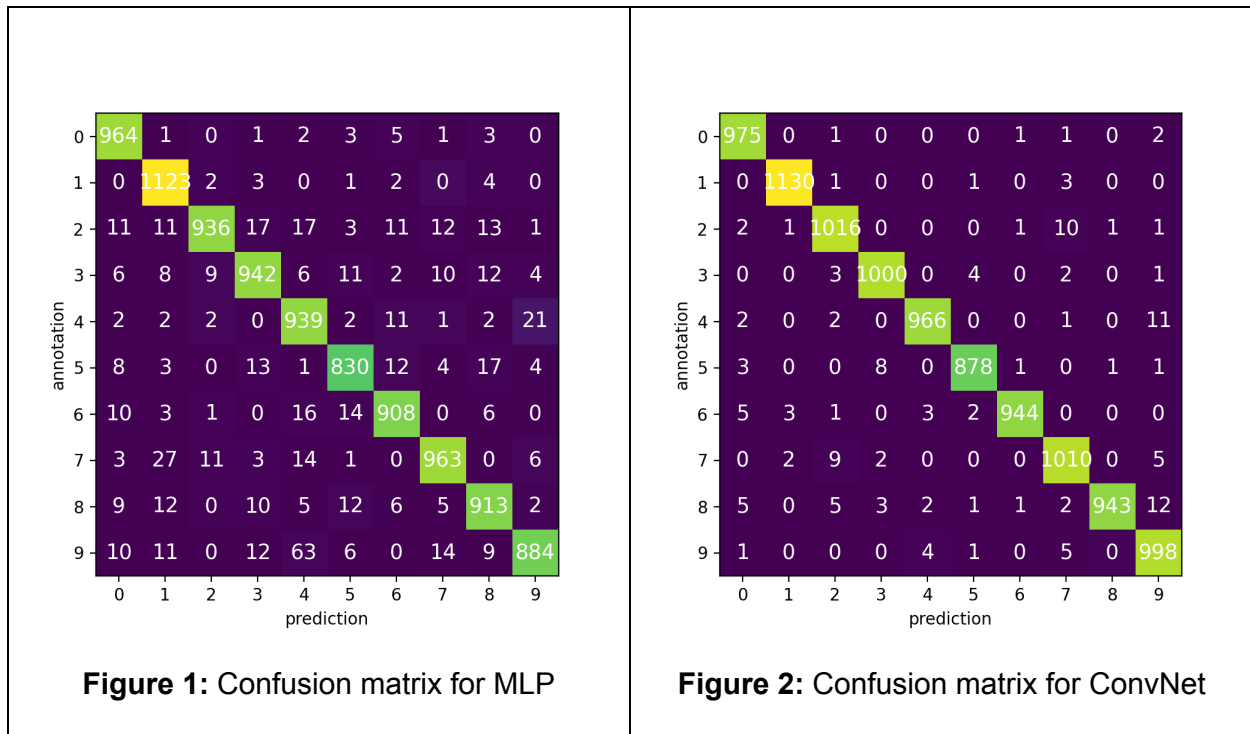 0 964 1 0 1 2 3 5 1 3 0
1 0 1123 2 3 0 1 2 0 4 0
2 11 11 936 17 17 3 11 12 13 1
3 6 8 9 942 6 11 2 10 12 4
4 2 2 2 0 939 2 11 1 2 21
5 8 3 0 13 1 830 12 4 17 4
6 10 3 1 0 16 14 908 0 6 0
7 3 27 11 3 14 1 0 963 0 6
8 9 12 0 10 5 12 6 5 913 2
9 10 11 0 12 63 6 0 14 9 884
0 1 2 3 4 5 6 7 8 9
annotation
prediction
Figure 1: Confusion matrix for MLP
0 975 0 1 0 0 0 1 1 0 2
1 0 1130 1 0 0 1 0 3 0 0
2 2 1 1016 0 0 0 1 10 1 1
3 0 0 3 1000 0 4 0 2 0 1
4 2 0 2 0 966 0 0 1 0 11
5 3 0 0 8 0 878 1 0 1 1
6 5 3 1 0 3 2 944 0 0 0
7 0 2 9 2 0 0 0 1010 0 5
8 5 0 5 3 2 1 1 2 943 12
9 1 0 0 0 4 1 0 5 0 998
0 1 2 3 4 5 6 7 8 9
annotation
prediction
Figure 2: Confusion matrix for ConvNet